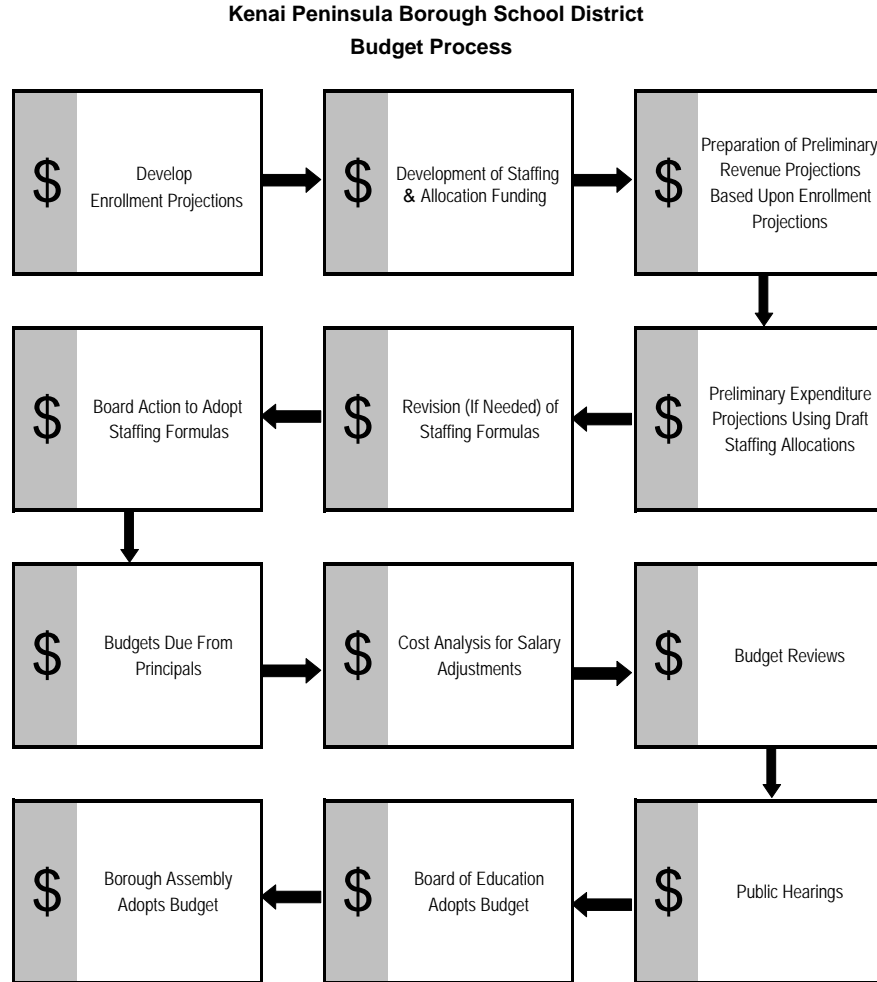 Kenai Peninsula Borough School District
Budget Process
$
Develop
Enrollment Projections
$
Development of Staffing
& Allocation Funding
$
Preparation of Preliminary
Revenue Projections
Based Upon Enrollment
Projections
$
Board Action to Adopt
Staffing Formulas
$
Revision (If Needed) of
Staffing Formulas
$
Preliminary Expenditure
Projections Using Draft
Staffing Allocations
$
Budgets Due From
Principals
$
Cost Analysis for Salary
Adjustments
$
Budget Reviews
$
Borough Assembly
Adopts Budget
$
Board of Education
Adopts Budget
$
Public Hearings